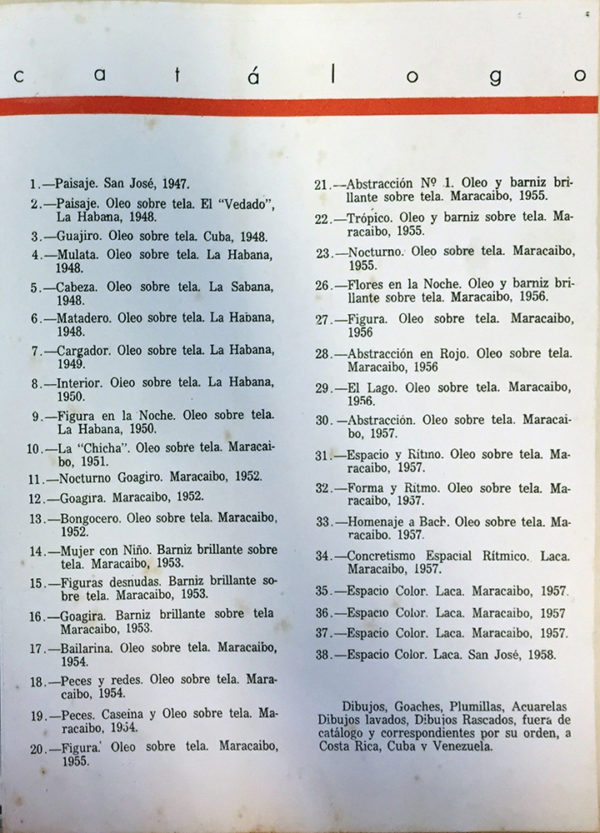 catálogo
1.—Paisaje. San José, 1947.
2.—Paisaje. Oleo sobre tela. El "Vedado",
La Habana, 1948.
3.—Guajiro. Oleo sobre tela. Cuba, 1948.
4.—Mulata. Oleo sobre tela. La Habana,
1948.
5.—Cabeza. Oleo sobre tela. La Sabana,
1948.
6.—Matadero. Oleo sobre tela. La Habana,
1948.
7.—Cargador. Oleo sobre tela. La Habana,
1949.
8.—Interior. Oleo sobre tela. La Habana,
1950.
9.—Figura en la Noche. Oleo sobre tela.
La Habana, 1950.
10.—La "Chicha". Oleo sobre tela. Maracai-
bo, 1951.
11.—Nocturno Goagiro. Maracaibo, 1952.
12.—Goagira. Maracaibo, 1952.
13.—Bongocero. Oleo sobre tela. Maracaibo,
1952.
14.—Mujer con Niño. Barniz brillante sobre
tela. Maracaibo, 1953.
15.—Figuras desnudas. Barniz brillante so-
bre tela. Maracaibo, 1953.
16.—Goagira. Barniz brillante sobre tela
Maracaibo, 1953.
17.—Bailarina. Oleo sobre tela. Maracaibo,
1954.
18.—Peces y redes. Oleo sobre tela. Mara-
caibo, 1954.
19.—Peces. Caseina y Oleo sobre tela. Ma-
racaibo, 1954.
20.—Figura. Oleo sobre tela. Maracaibo,
1955.
21.—Abstracción Nº 1. Oleo y barniz bri-
llante sobre tela. Maracaibo, 1955.
22.—Trópico. Oleo y barniz sobre tela. Ma-
racaibo, 1955.
23.—Nocturno. Oleo sobre tela. Maracaibo,
1955.
26.—Flores en la Noche. Oleo y barniz bri-
llante sobre tela. Maracaibo, 1956.
27.—Figura. Oleo sobre tela. Maracaibo,
1956
28.—Abstracción en Rojo. Oleo sobre tela.
Maracaibo, 1956
29.—El Lago. Oleo sobre tela. Maracaibo,
1956.
30.—Abstracción. Oleo sobre tela. Maracai-
bo, 1957.
31.—Espacio y Ritmo. Oleo sobre tela. Ma-
racaibo, 1957.
32.—Forma y Ritmo. Oleo sobre tela. Ma-
racaibo, 1957.
33.—Homenaje a Bach. Oleo sobre tela. Ma-
racaibo. 1957.
34.—Concretismo Espacial Rítmico. Laca.
Maracaibo, 1957.
35.—Espacio Color. Laca. Maracaibo, 1957.
36.—Espacio Color. Laca. Maracaibo, 1957
37.—Espacio Color. Laca. Maracaibo, 1957.
38.—Espacio Color. Laca. San José, 1958.
Dibujos, Goaches, Plumillas, Acuarelas
Dibujos lavados, Dibujos Rascados, fuera de
catálogo y correspondientes por su orden, a
Costa Rica, Cuba y Venezuela.